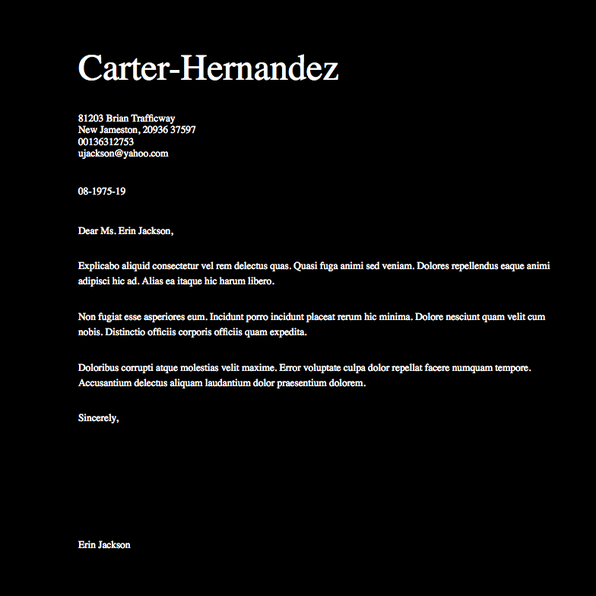 Carter-Hernandez
81203 Brian Trafficway
New Jameston, 20936 37597
00136312753
ujackson@yahoo.com
08-1975-19
Dear Ms. Erin Jackson,
Explicabo aliquid consectetur vel rem delectus quas. Quasi fuga animi sed veniam. Dolores repellendus eaque animi
adipisci hic ad. Alias ea itaque hic harum libero.
Non fugiat esse asperiores eum. Incidunt porro incidunt placeat rerum hic minima. Dolore nesciunt quam velit cum
nobis. Distinctio officiis corporis officiis quam expedita.
Doloribus corrupti atque molestias velit maxime. Error voluptate culpa dolor repellat facere numquam tempore.
Accusantium delectus aliquam laudantium dolor praesentium dolorem.
Sincerely,
Erin Jackson